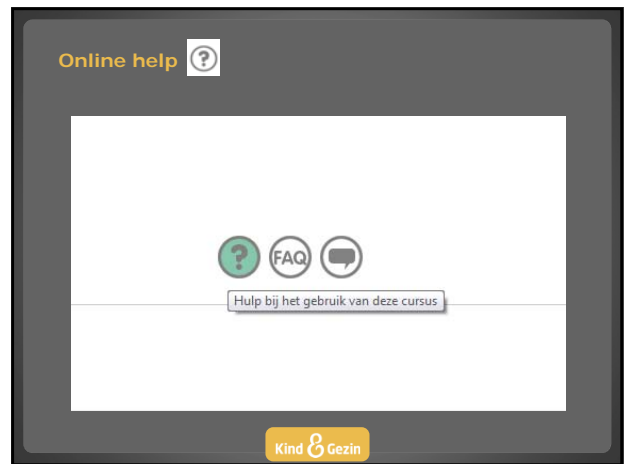 Online help ?
? FAQ
Hulp bij het gebruik van deze cursus
Kind & Gezin